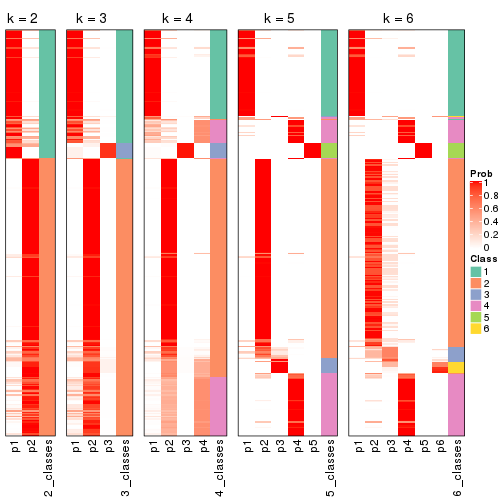 k = 2
k = 3
k = 4
k = 5
k = 6
Prob
1
0.8
0.6
0.4
0.2
0
Class
1
2
3
4
5
6
p1
p2
2_classes
p1
p2
p3
3_classes
p1
p2
p3
p4
4_classes
p1
p2
p3
p4
p5
5_classes
p1
p2
p3
p4
p5
p6
6_classes